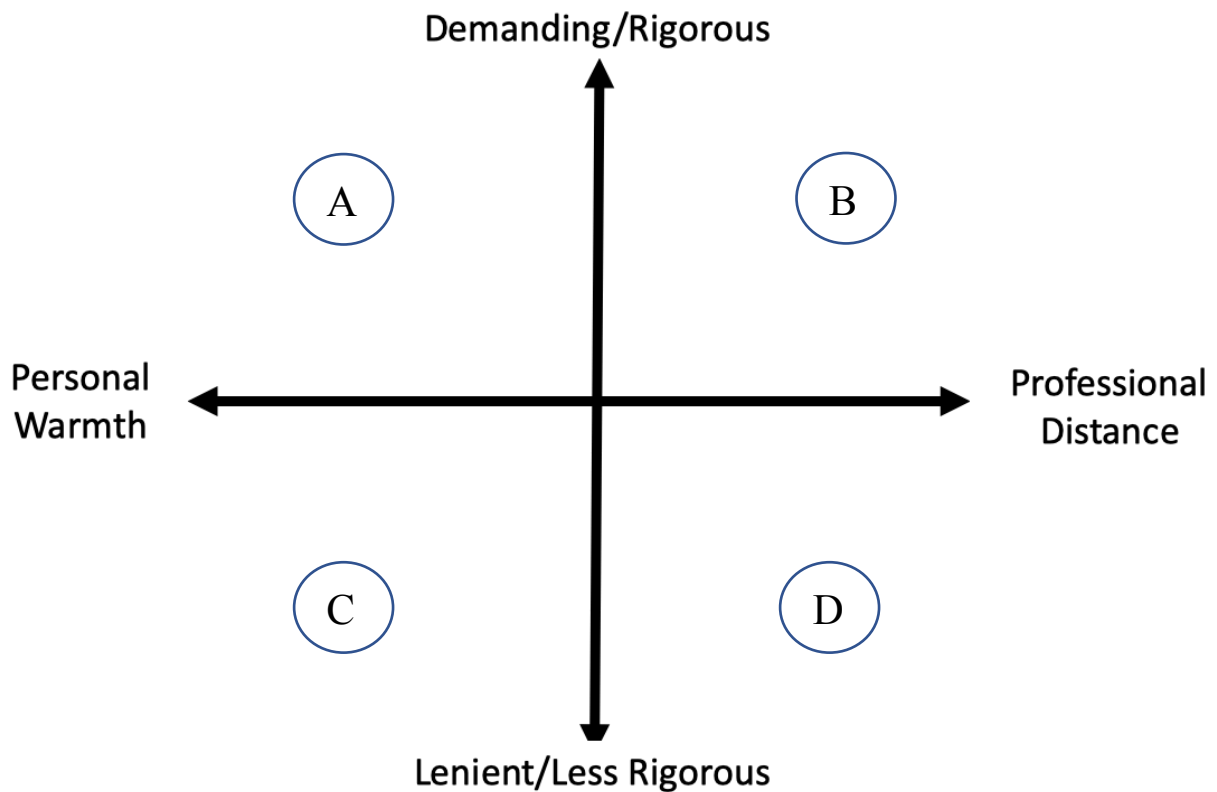 Demanding/Rigorous
A
B
Personal
Warmth
Professional
Distance
C
D
Lenient/Less Rigorous